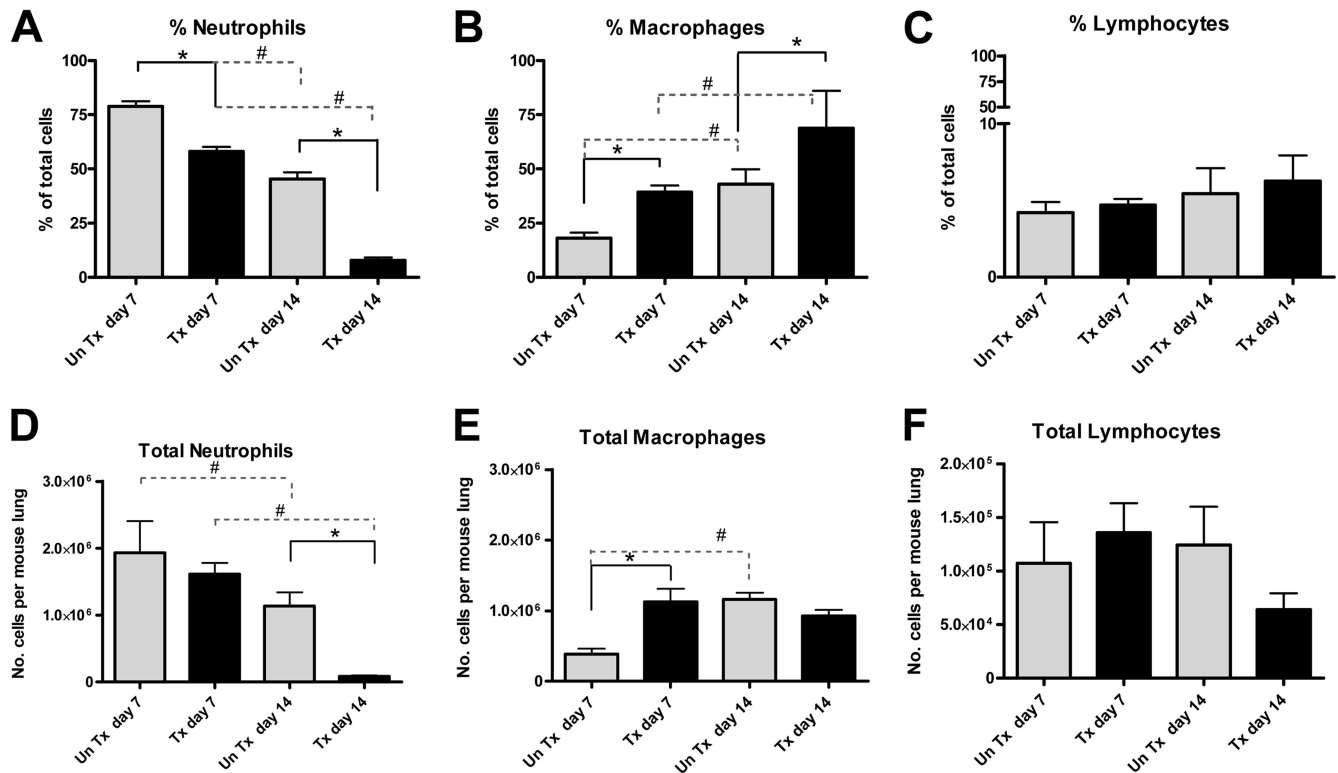 A
% Neutrophils
% of total cells
100
75
50
25
0
*
#
#
*
Un Tx day 7
Tx day 7
Un Tx day 14
Tx day 14
B
% Macrophages
% of total cells
100
75
50
25
0
*
#
#
*
Un Tx day 7
Tx day 7
Un Tx day 14
Tx day 14
C
% Lymphocytes
% of total cells
100
75
50
10
0
Un Tx day 7
Tx day 7
Un Tx day 14
Tx day 14
D
Total Neutrophils
No. cells per mouse lung
3.0×10⁶
2.0×10⁶
1.0×10⁶
0
#
#
*
Un Tx day 7
Tx day 7
Un Tx day 14
Tx day 14
E
Total Macrophages
No. cells per mouse lung
3.0×10⁶
2.0×10⁶
1.0×10⁶
0
#
*
Un Tx day 7
Tx day 7
Un Tx day 14
Tx day 14
F
Total Lymphocytes
No. cells per mouse lung
2.0×10⁵
1.5×10⁵
1.0×10⁵
5.0×10⁴
0
Un Tx day 7
Tx day 7
Un Tx day 14
Tx day 14